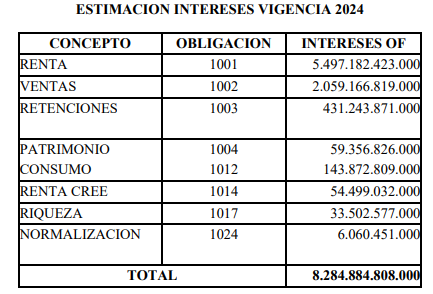 ESTIMACION INTERESES VIGENCIA 2024
CONCEPTO OBLIGACION INTERESES OF
RENTA 1001 5.497.182.423.000
VENTAS 1002 2.059.166.819.000
RETENCIONES 1003 431.243.871.000
PATRIMONIO 1004 59.356.826.000
CONSUMO 1012 143.872.809.000
RENTA CREE 1014 54.499.032.000
RIQUEZA 1017 33.502.577.000
NORMALIZACION 1024 6.060.451.000
TOTAL 8.284.884.808.000